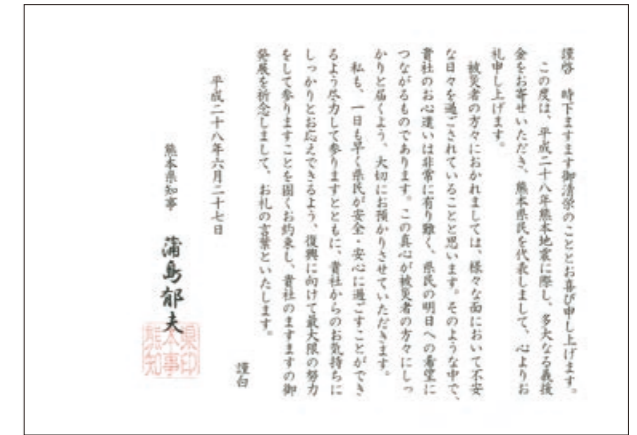 謹啓　時下ますます御清栄のこととお喜び申し上げます。
この度は、平成二十八年熊本地震に際し、多大なる義援
金をお寄せいただき、熊本県民を代表しまして、心よりお
礼申し上げます。
被災者の方々におかれましては、様々な面において不安
な日々を過ごされていることと思います。そのような中で、
貴社のお心遣いは非常に有り難く、県民の明日への希望に
つながるものであります。この真心が被災者の方々にしっ
かりと届くよう、大切にお預かりさせていただきます。
私も、一日も早く県民が安全・安心に過ごすことができ
るよう尽力して参りますとともに、貴社からのお気持ちに
しっかりとお応えできるよう、復興に向けて最大限の努力
をして参りますことを固くお約束し、貴社のますますの御
発展を祈念しまして、お礼の言葉といたします。
謹白
平成二十八年六月二十七日
熊本県知事　蒲島郁夫
県印
本事
熊知